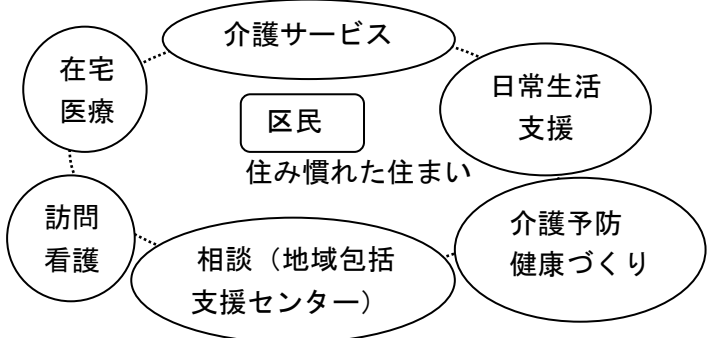 介護サービス
在宅
医療
日常生活
支援
区民
住み慣れた住まい
訪問
看護
相談（地域包括
支援センター）
介護予防
健康づくり